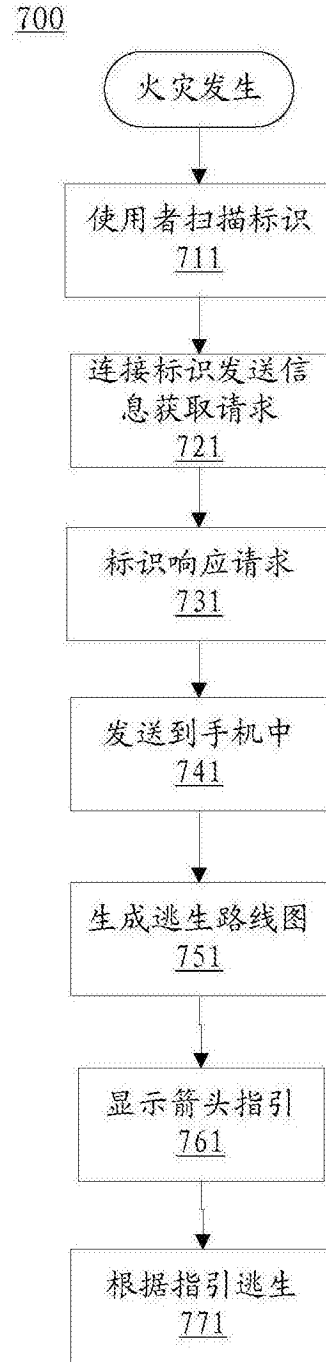 700
火灾发生
使用者扫描标识
711
连接标识发送信
息获取请求
721
标识响应请求
731
发送到手机中
741
生成逃生路线图
751
显示箭头指引
761
根据指引逃生
771